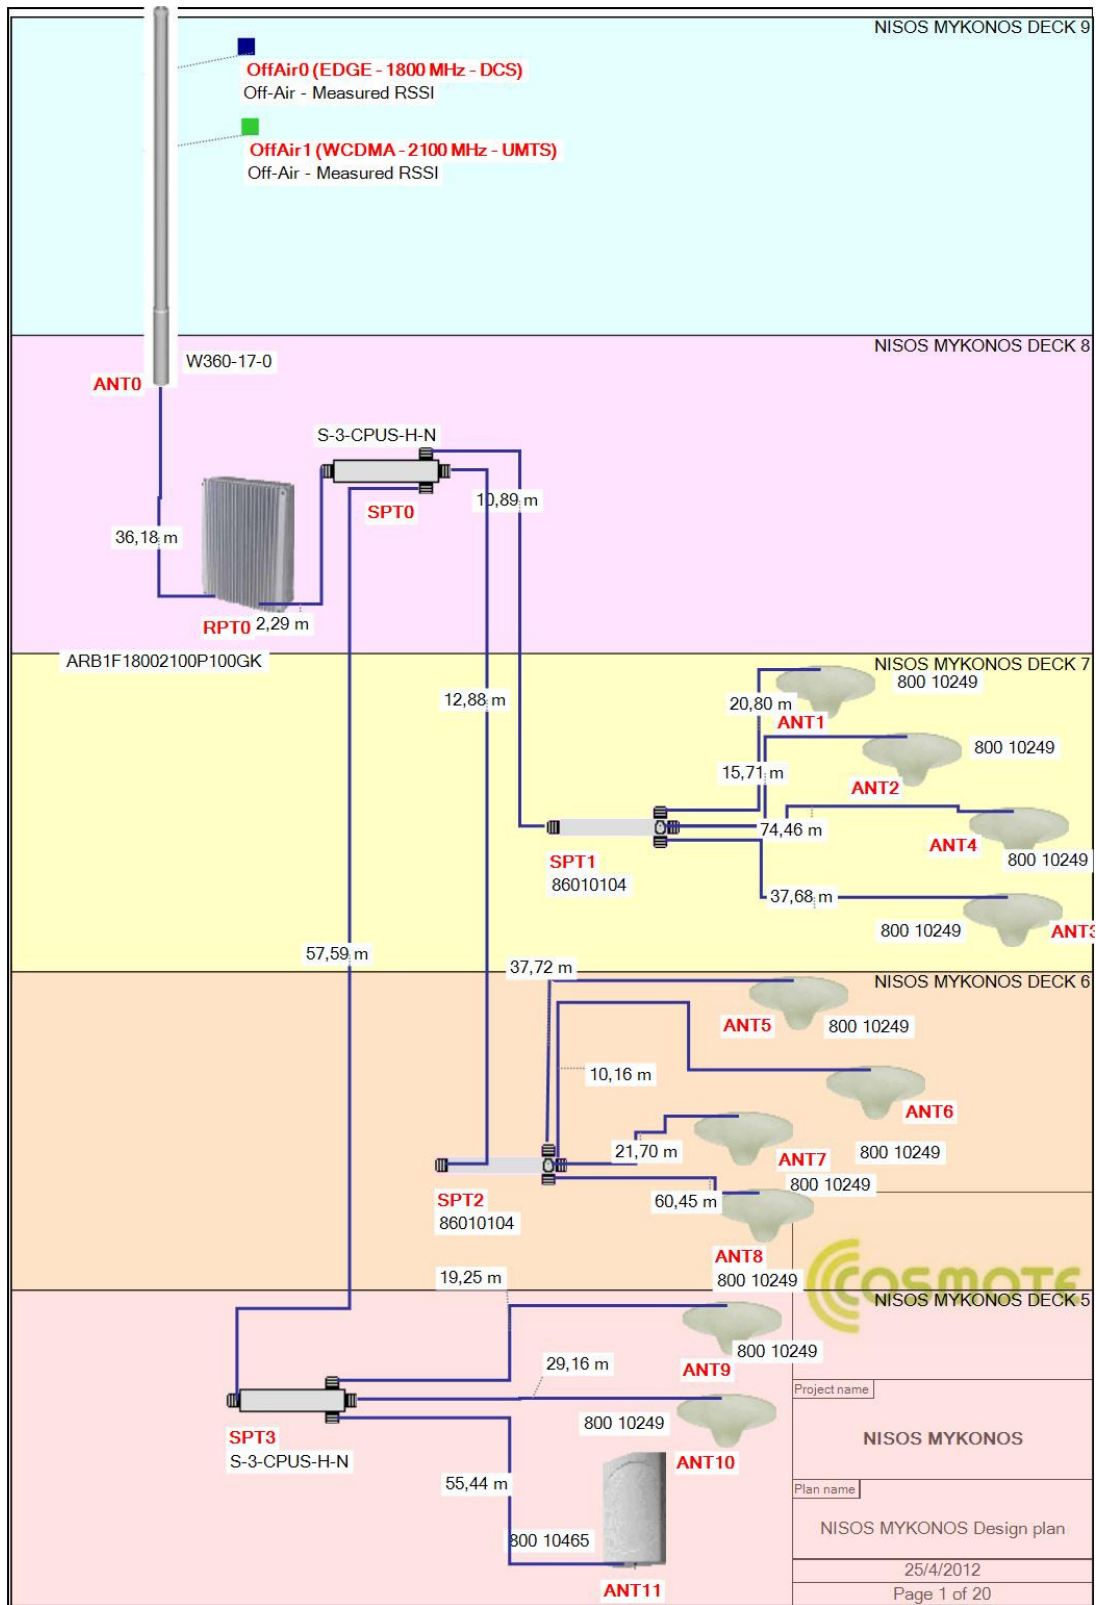 NISOS MYKONOS DECK 9
OffAir0 (EDGE - 1800 MHz - DCS)
Off-Air - Measured RSSI
OffAir1 (WCDMA - 2100 MHz - UMTS)
Off-Air - Measured RSSI
NISOS MYKONOS DECK 8
W360-17-0
ANT0
S-3-CPUS-H-N
10,89 m
SPT0
36,18 m
RPT0
2,29 m
ARB1F18002100P100GK
NISOS MYKONOS DECK 7
800 10249
12,88 m
20,80 m
ANT1
800 10249
15,71 m
ANT2
74,46 m
ANT4
SPT1
800 10249
86010104
37,68 m
800 10249
ANT3
57,59 m
37,72 m
NISOS MYKONOS DECK 6
ANT5
800 10249
10,16 m
ANT6
21,70 m
ANT7
800 10249
800 10249
SPT2
60,45 m
86010104
ANT8
19,25 m
800 10249
COSMOTE
NISOS MYKONOS DECK 5
800 10249
29,16 m
ANT9
Project name
800 10249
SPT3
NISOS MYKONOS
S-3-CPUS-H-N
ANT10
55,44 m
Plan name
NISOS MYKONOS Design plan
800 10465
25/4/2012
ANT11
Page 1 of 20